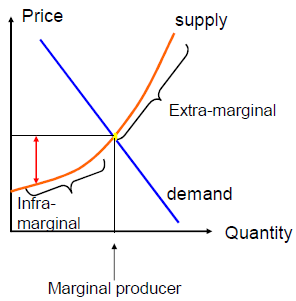 Price
supply
Extra-marginal
Infra-
marginal
demand
Quantity
Marginal producer